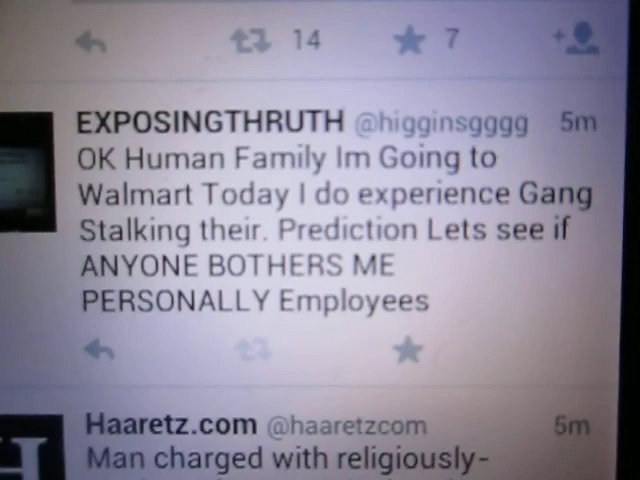 14 7
EXPOSINGTHRUTH @higginsgggg 5m
OK Human Family Im Going to
Walmart Today I do experience Gang
Stalking their. Prediction Lets see if
ANYONE BOTHERS ME
PERSONALLY Employees
Haaretz.com @haaretzcom 5m
H
Man charged with religiously-